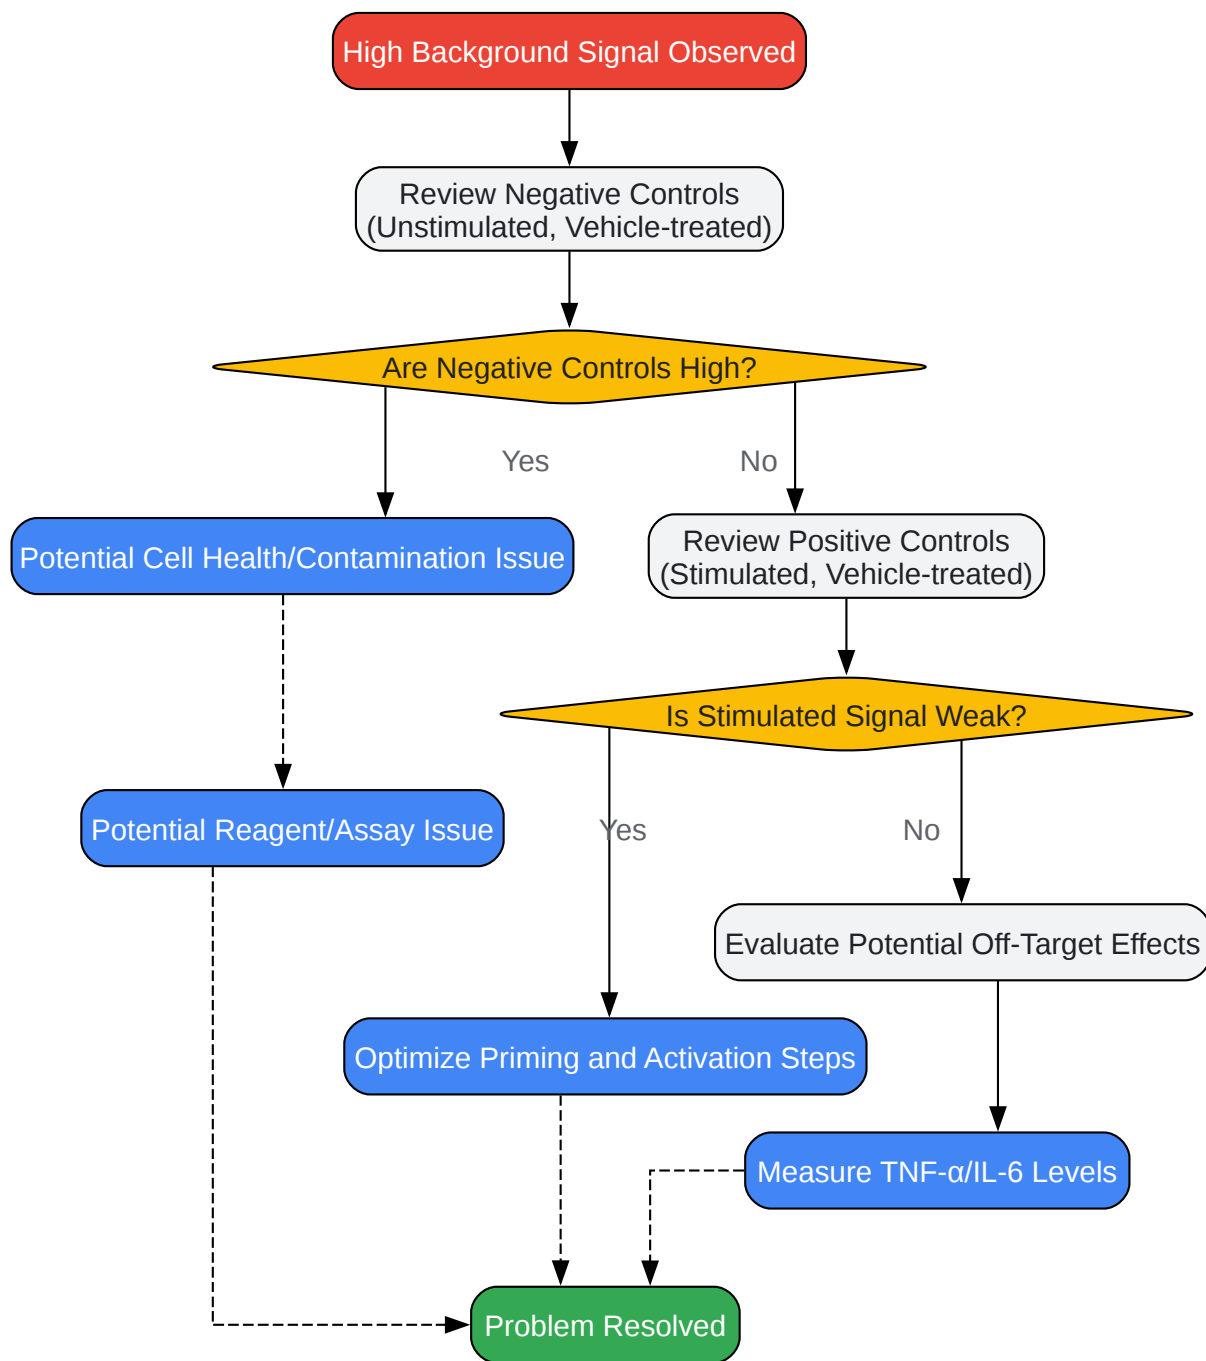 High Background Signal Observed
Review Negative Controls
(Unstimulated, Vehicle-treated)
Are Negative Controls High?
Yes
No
Potential Cell Health/Contamination Issue
Review Positive Controls
(Stimulated, Vehicle-treated)
Is Stimulated Signal Weak?
Potential Reagent/Assay Issue
Yes
No
Evaluate Potential Off-Target Effects
Optimize Priming and Activation Steps
Measure TNF-α/IL-6 Levels
Problem Resolved